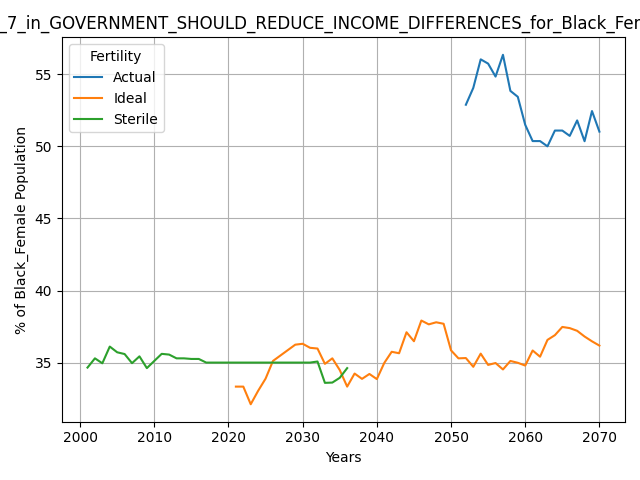 _7_in_GOVERNMENT_SHOULD_REDUCE_INCOME_DIFFERENCES_for_Black_Fem
Fertility
Actual
Ideal
Sterile
% of Black_Female Population
55
50
45
40
35
2000 2010 2020 2030 2040 2050 2060 2070
Years